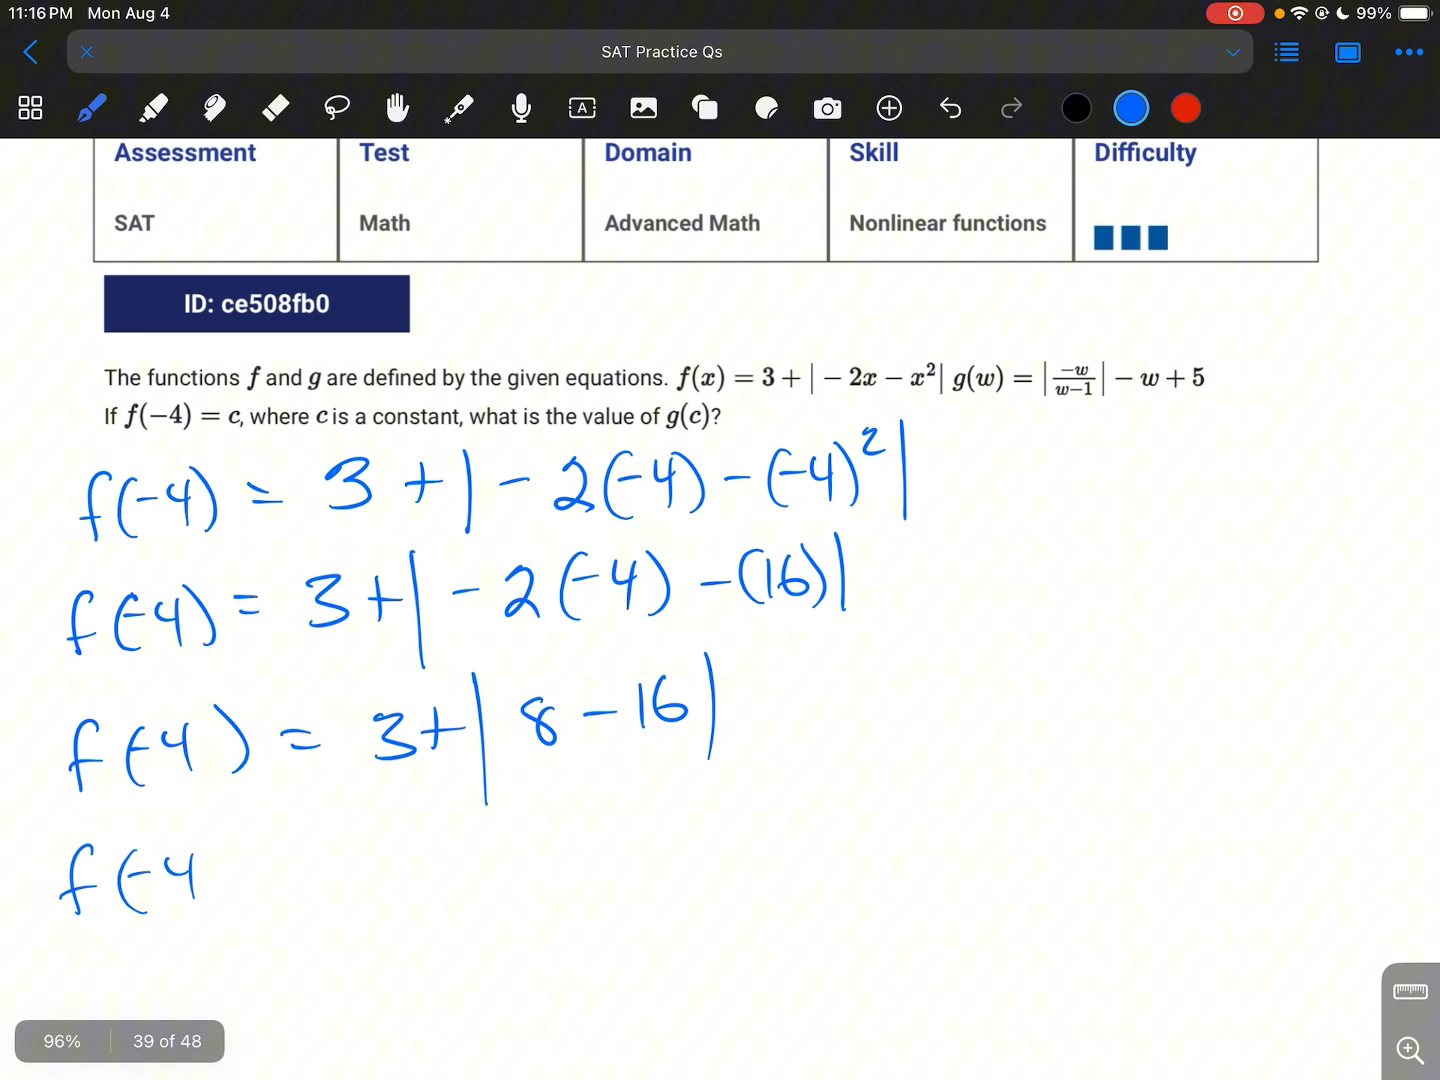 11:16 PM Mon Aug 4 99%
SAT Practice Qs
A
Assessment Test Domain Skill Difficulty
SAT Math Advanced Math Nonlinear functions
ID: ce508fb0
The functions f and g are defined by the given equations. f(x) = 3 + | − 2x − x²| g(w) = |−w/w−1| − w + 5
If f(−4) = c, where c is a constant, what is the value of g(c)?
f(-4) = 3 + | - 2(-4) - (-4)² |
f(-4) = 3 + | - 2(-4) - (16) |
f(-4) = 3 + | 8 - 16 |
f(-4
96% 39 of 48